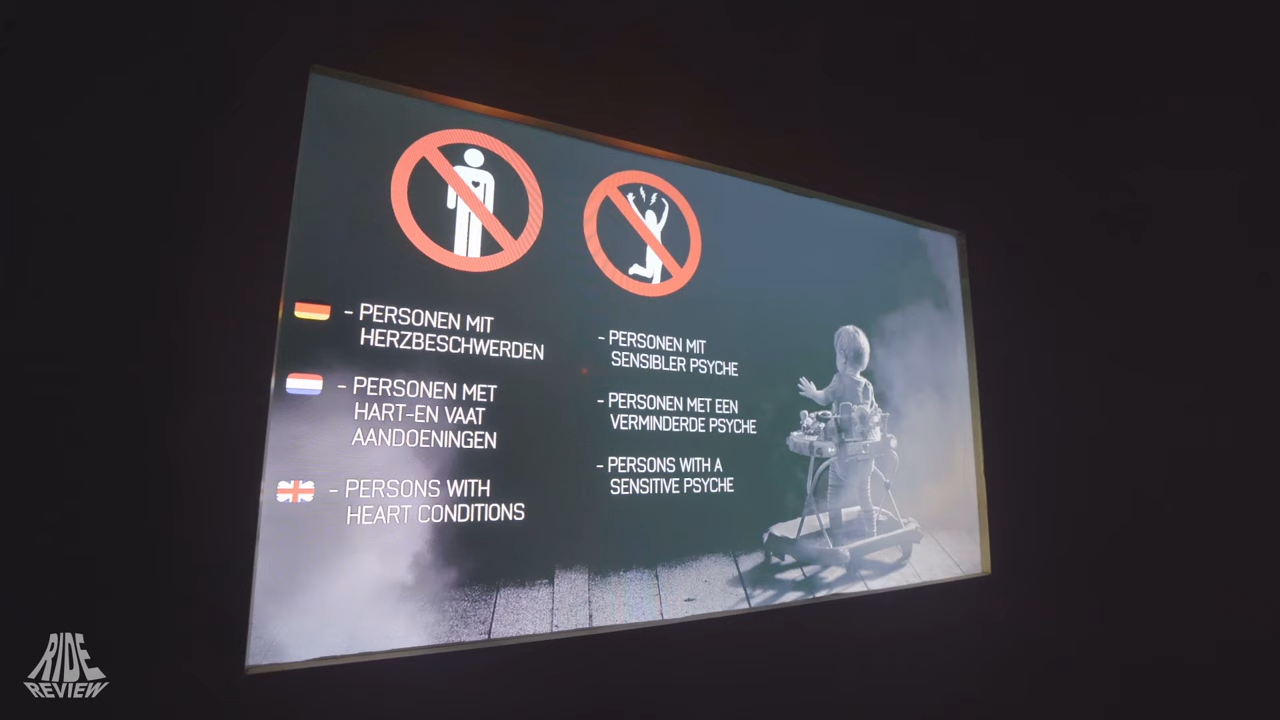 - PERSONEN MIT
HERZBESCHWERDEN
- PERSONEN MET
HART-EN VAAT
AANDOENINGEN
- PERSONS WITH
HEART CONDITIONS
- PERSONEN MIT
SENSIBLER PSYCHE
- PERSONEN MET EEN
VERMINDERDE PSYCHE
- PERSONS WITH A
SENSITIVE PSYCHE
RIDE
REVIEW